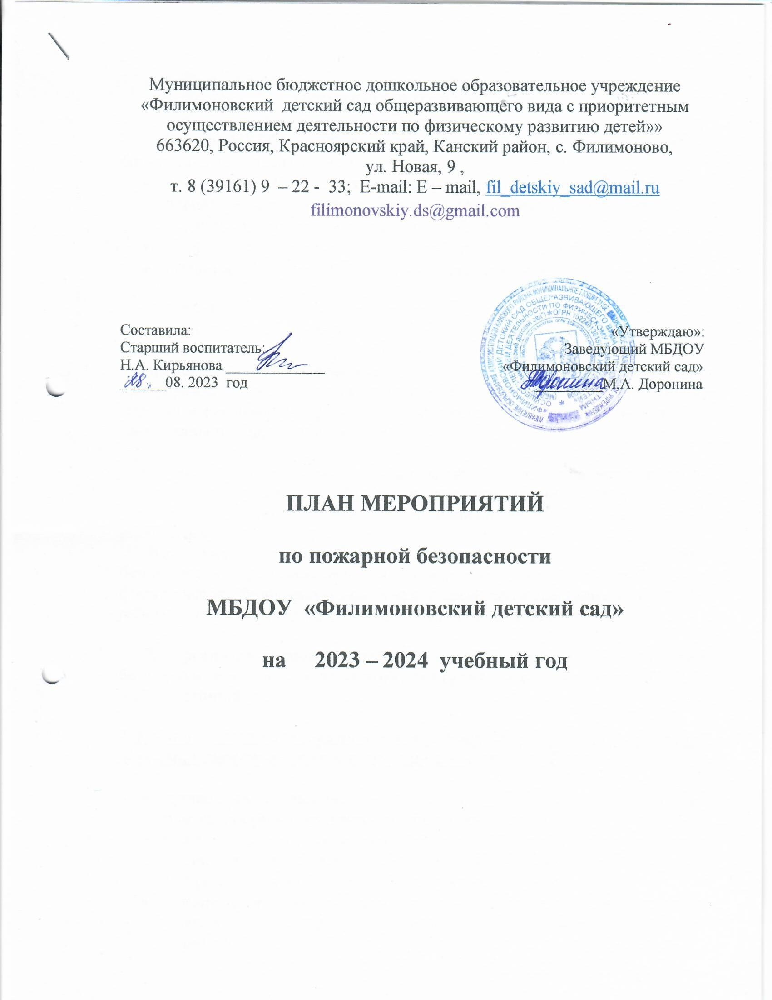 Муниципальное бюджетное дошкольное образовательное учреждение
«Филимоновский детский сад общеразвивающего вида с приоритетным
осуществлением деятельности по физическому развитию детей»»
663620, Россия, Красноярский край, Канский район, с. Филимоново,
ул. Новая, 9 ,
т. 8 (39161) 9 – 22 - 33; E-mail: E – mail, fil_detskiy_sad@mail.ru
filimonovskiy.ds@gmail.com
Составила:
Старший воспитатель:
Н.А. Кирьянова _____________
28. 08. 2023 год
«Утверждаю»:
Заведующий МБДОУ
«Филимоновский детский сад»
Доронина М.А. Доронина
ПЛАН МЕРОПРИЯТИЙ
по пожарной безопасности
МБДОУ «Филимоновский детский сад»
на 2023 – 2024 учебный год